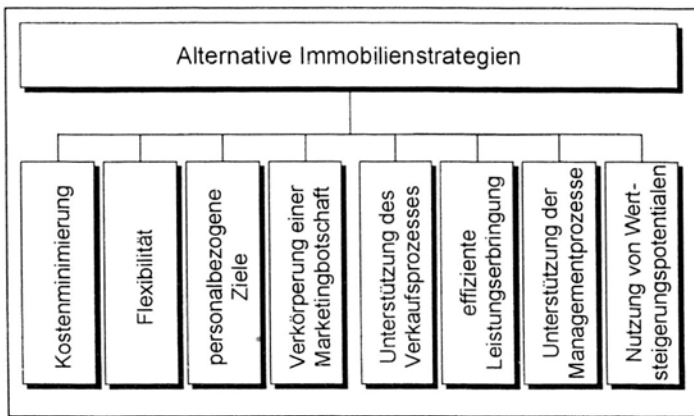 Alternative Immobilienstrategien
Kostenminimierung
Flexibilität
personalbezogene
Ziele
Verkörperung einer
Marketingbotschaft
Unterstützung des
Verkaufsprozesses
effiziente
Leistungserbringung
Unterstützung der
Managementprozesse
Nutzung von Wert-
steigerungspotentialen